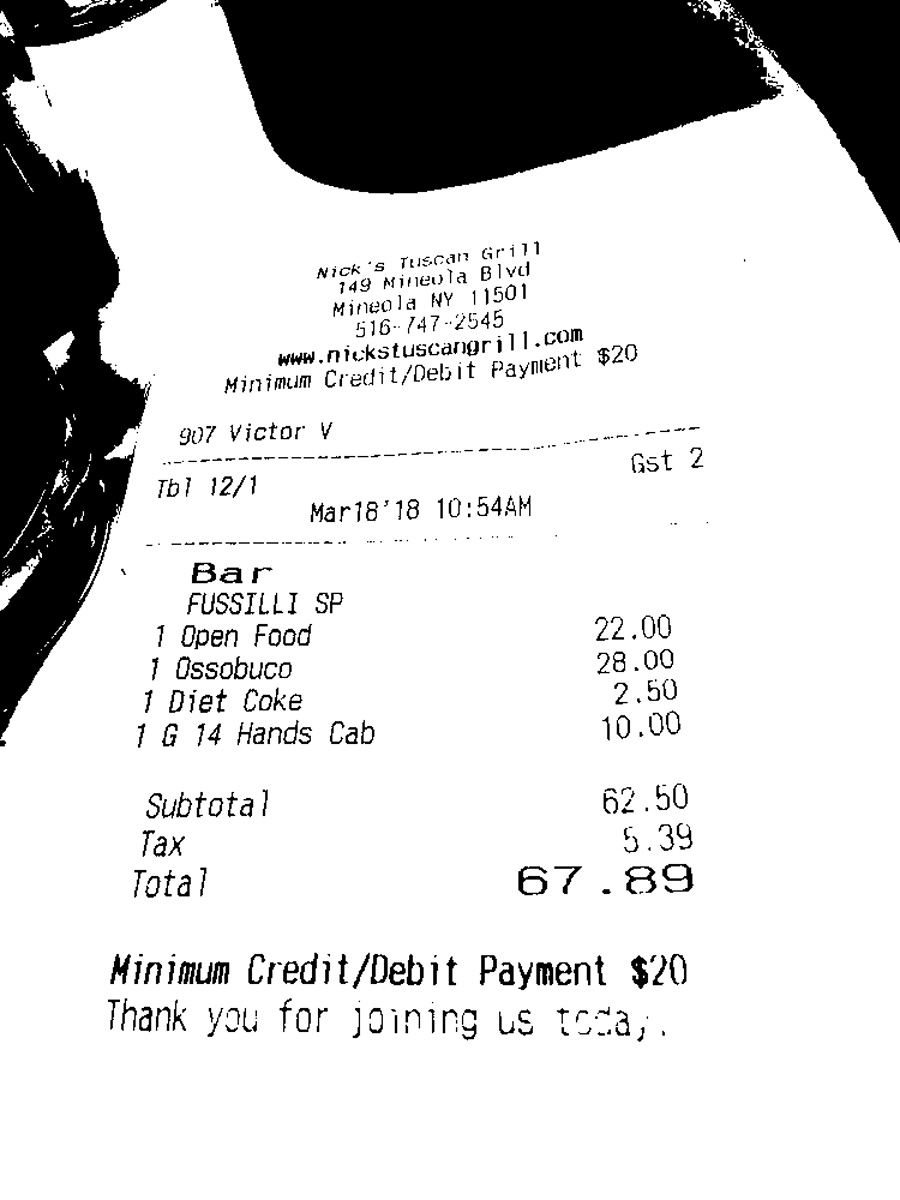 Nick's Tuscan Grill
149 Mineola Blvd
Mineola NY 11501
516-747-2545
www.nickstuscangrill.com
Minimum Credit/Debit Payment $20
907 Victor V
Tbl 12/1 Gst 2
Mar18'18 10:54AM
Bar
FUSSILLI SP
1 Open Food 22.00
1 Ossobuco 28.00
1 Diet Coke 2.50
1 G 14 Hands Cab 10.00
Subtotal 62.50
Tax 5.39
Total 67.89
Minimum Credit/Debit Payment $20
Thank you for joining us today.